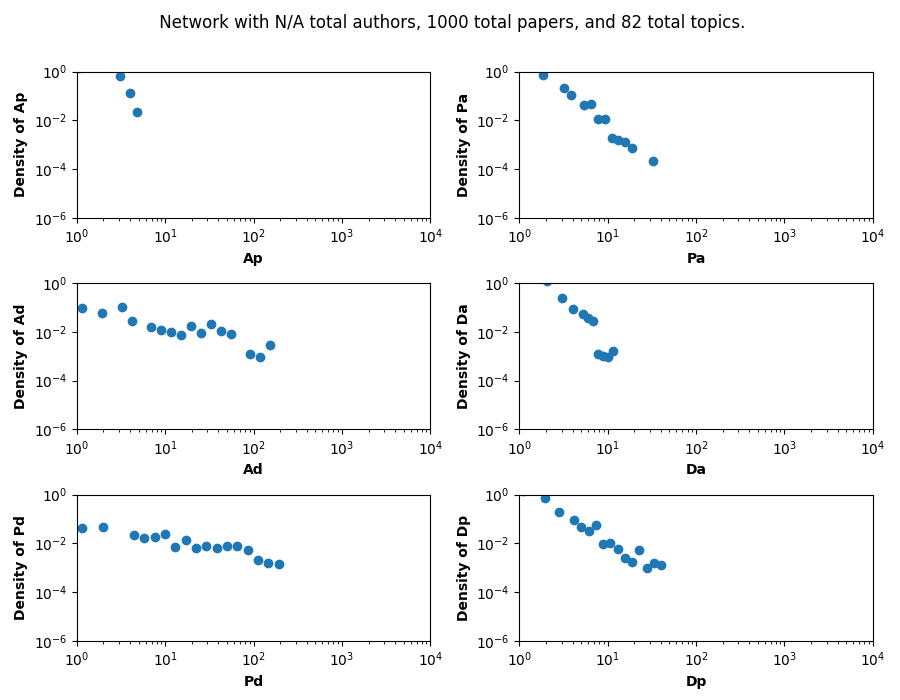 Network with N/A total authors, 1000 total papers, and 82 total topics.
Density of Ap
10^0
10^-2
10^-4
10^-6
10^0 10^1 10^2 10^3 10^4
Ap
Density of Pa
10^0
10^-2
10^-4
10^-6
10^0 10^1 10^2 10^3 10^4
Pa
Density of Ad
10^0
10^-2
10^-4
10^-6
10^0 10^1 10^2 10^3 10^4
Ad
Density of Da
10^0
10^-2
10^-4
10^-6
10^0 10^1 10^2 10^3 10^4
Da
Density of Pd
10^0
10^-2
10^-4
10^-6
10^0 10^1 10^2 10^3 10^4
Pd
Density of Dp
10^0
10^-2
10^-4
10^-6
10^0 10^1 10^2 10^3 10^4
Dp